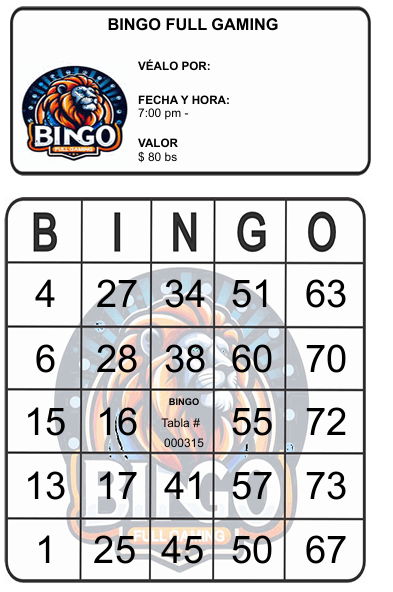 BINGO FULL GAMING
VÉALO POR:
FECHA Y HORA:
7:00 pm -
VALOR
$ 80 bs
BINGO
FULL GAMING
B I N G O
4 27 34 51 63
6 28 38 60 70
15 16 BINGO Tabla # 000315 55 72
13 17 41 57 73
BINGO
FULL GAMING
1 25 45 50 67